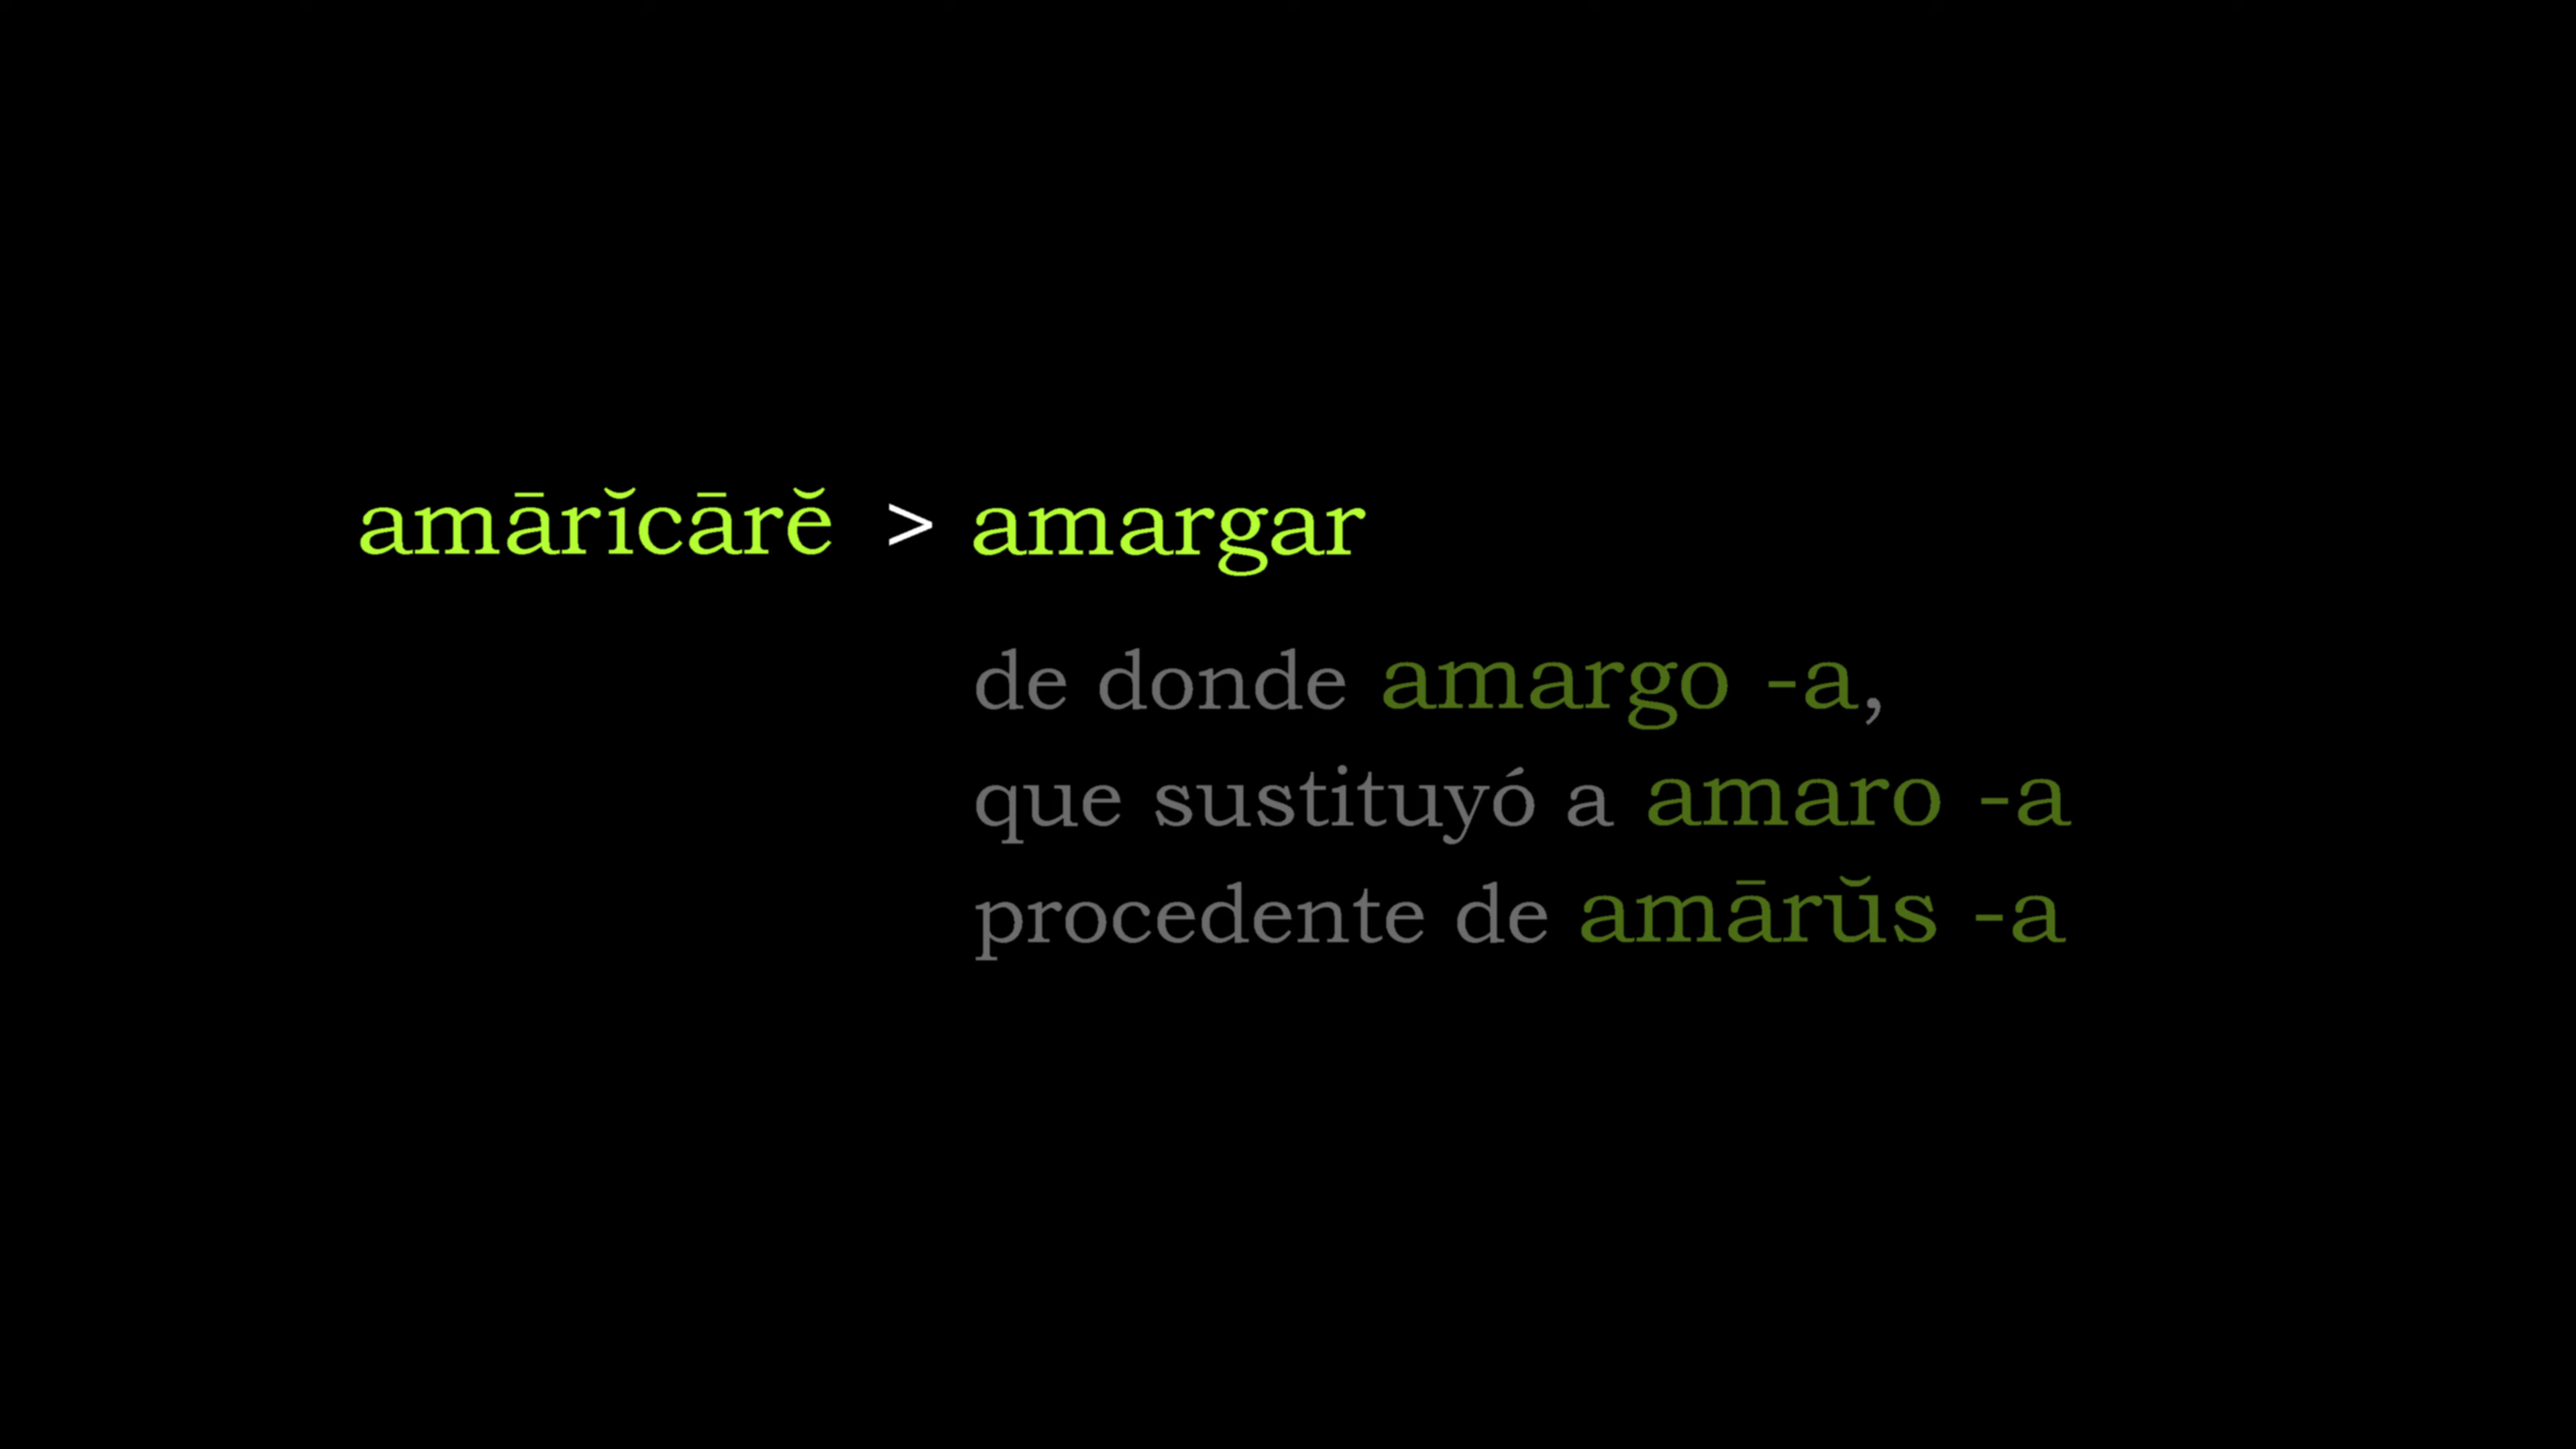 amārĭcārĕ > amargar
de donde amargo -a,
que sustituyó a amaro -a
procedente de amārŭs -a